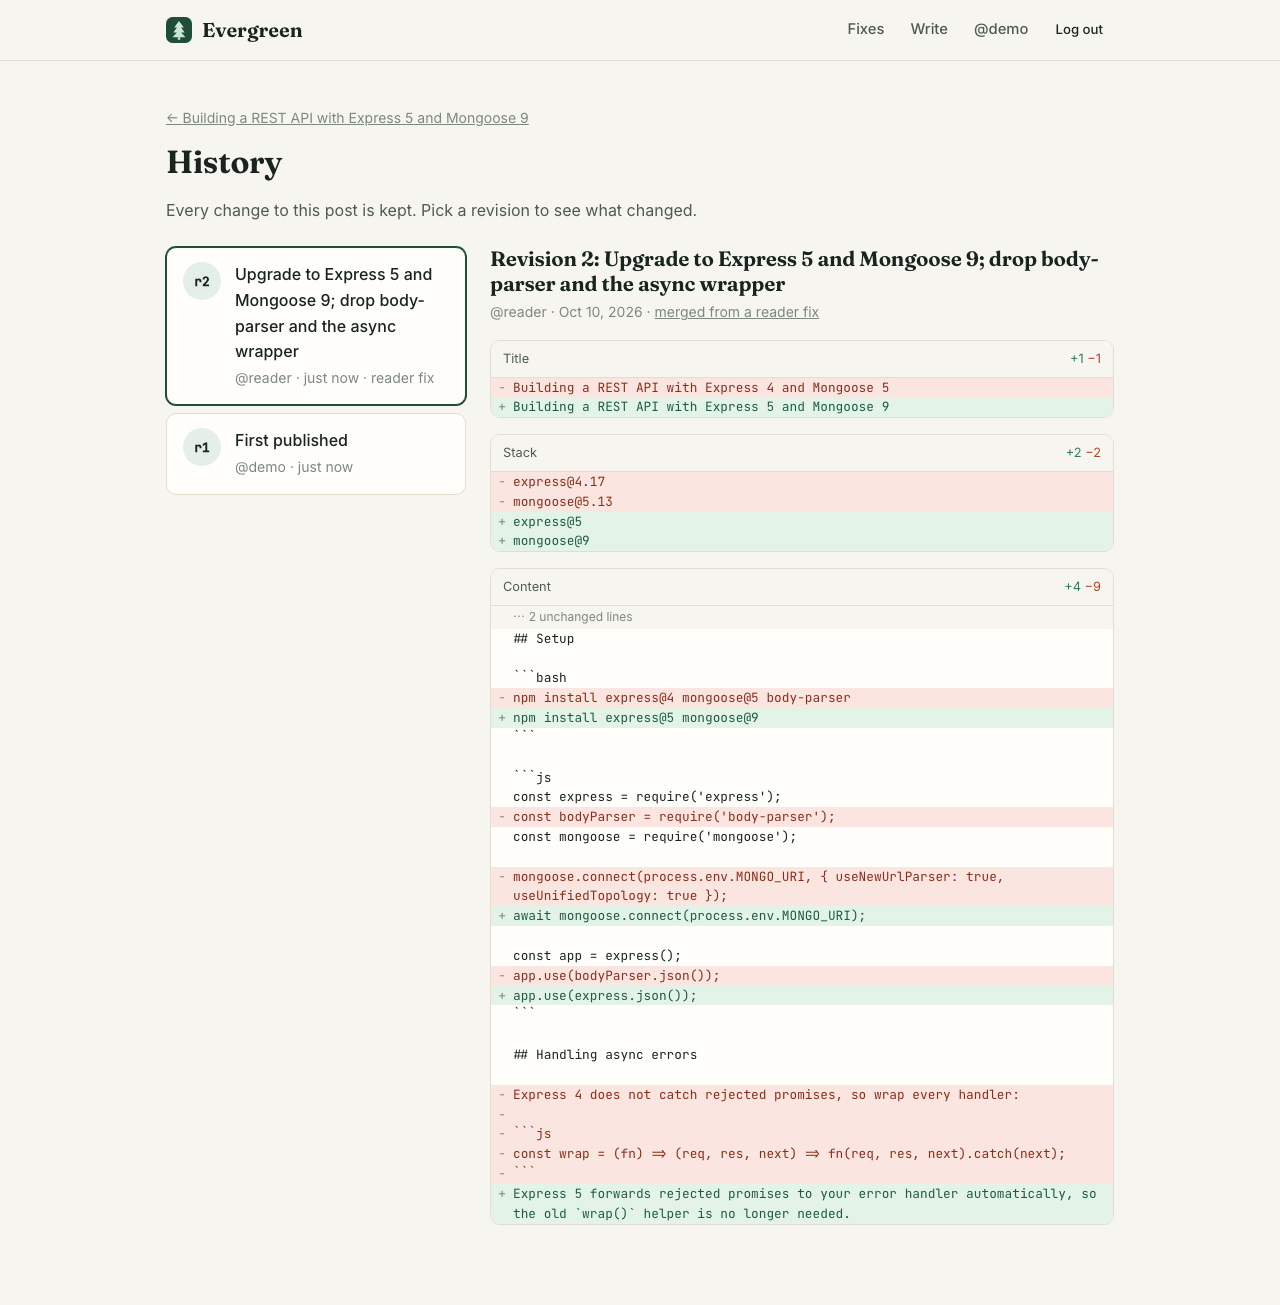 Evergreen
Fixes
Write
@demo
Log out
← Building a REST API with Express 5 and Mongoose 9
History
Every change to this post is kept. Pick a revision to see what changed.
r2
Upgrade to Express 5 and
Mongoose 9; drop body-
parser and the async
wrapper
@reader · just now · reader fix
r1
First published
@demo · just now
Revision 2: Upgrade to Express 5 and Mongoose 9; drop body-
parser and the async wrapper
@reader · Oct 10, 2026 · merged from a reader fix
Title +1 −1
- Building a REST API with Express 4 and Mongoose 5
+ Building a REST API with Express 5 and Mongoose 9
Stack +2 −2
- express@4.17
- mongoose@5.13
+ express@5
+ mongoose@9
Content +4 −9
··· 2 unchanged lines
## Setup
```bash
- npm install express@4 mongoose@5 body-parser
+ npm install express@5 mongoose@9
```
```js
const express = require('express');
- const bodyParser = require('body-parser');
const mongoose = require('mongoose');
- mongoose.connect(process.env.MONGO_URI, { useNewUrlParser: true,
useUnifiedTopology: true });
+ await mongoose.connect(process.env.MONGO_URI);
const app = express();
- app.use(bodyParser.json());
+ app.use(express.json());
```
## Handling async errors
- Express 4 does not catch rejected promises, so wrap every handler:
-
- ```js
- const wrap = (fn) => (req, res, next) => fn(req, res, next).catch(next);
- ```
+ Express 5 forwards rejected promises to your error handler automatically, so
the old `wrap()` helper is no longer needed.